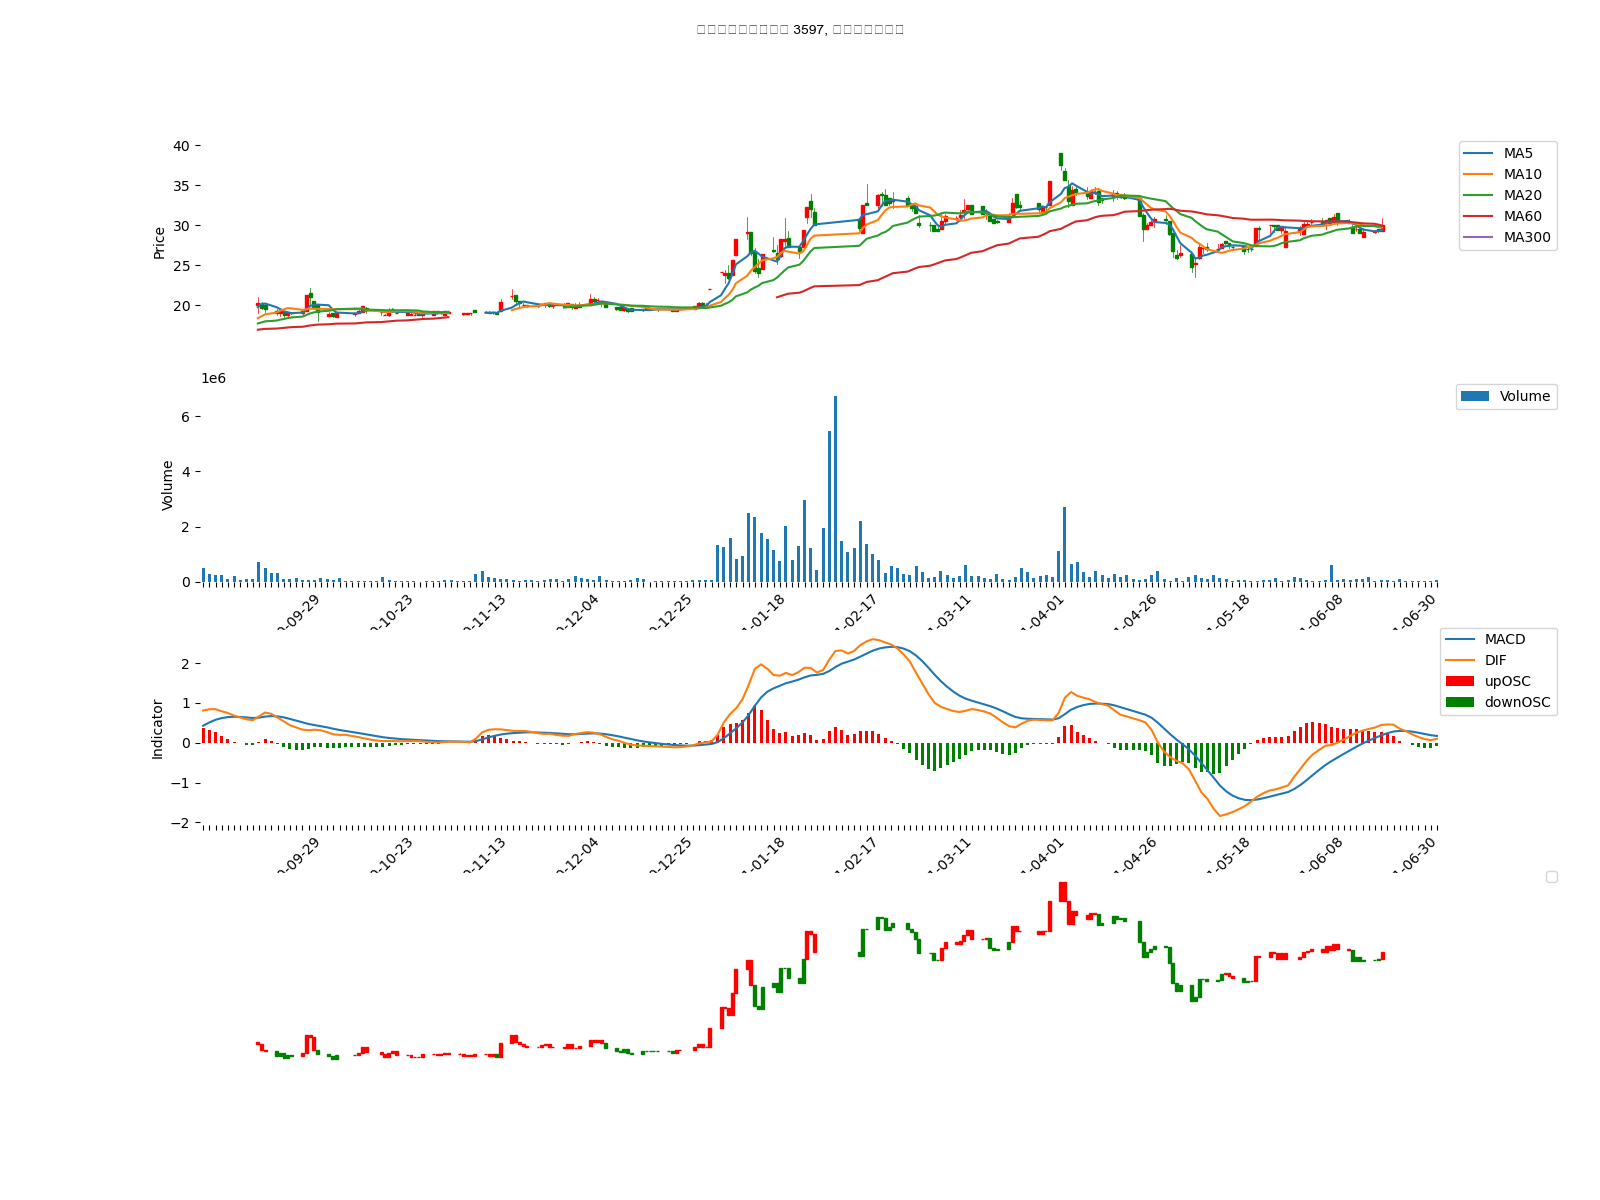 3597,
40
35
30
25
20
Price
MA5
MA10
MA20
MA60
MA300
1e6
6
4
2
0
Volume
Volume
0-09-29
0-10-23
0-11-13
0-12-04
0-12-25
1-01-18
1-02-17
1-03-11
1-04-01
1-04-26
1-05-18
1-06-08
1-06-30
2
1
0
−1
−2
Indicator
MACD
DIF
upOSC
downOSC
0-09-29
0-10-23
0-11-13
0-12-04
0-12-25
1-01-18
1-02-17
1-03-11
1-04-01
1-04-26
1-05-18
1-06-08
1-06-30